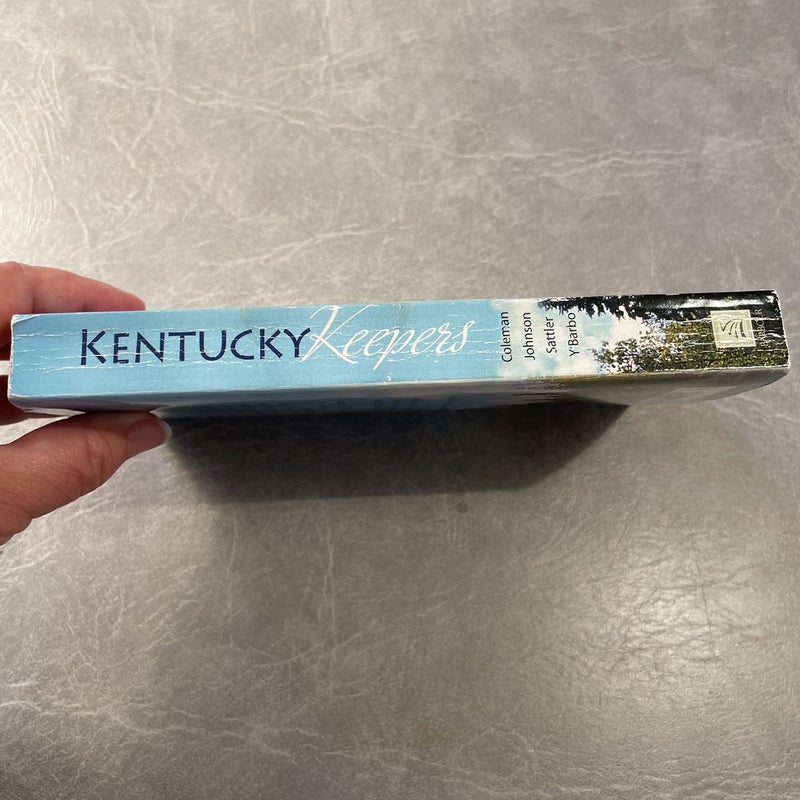 KENTUCKY Keepers
Coleman
Johnson
Sattler
Y'Barbo